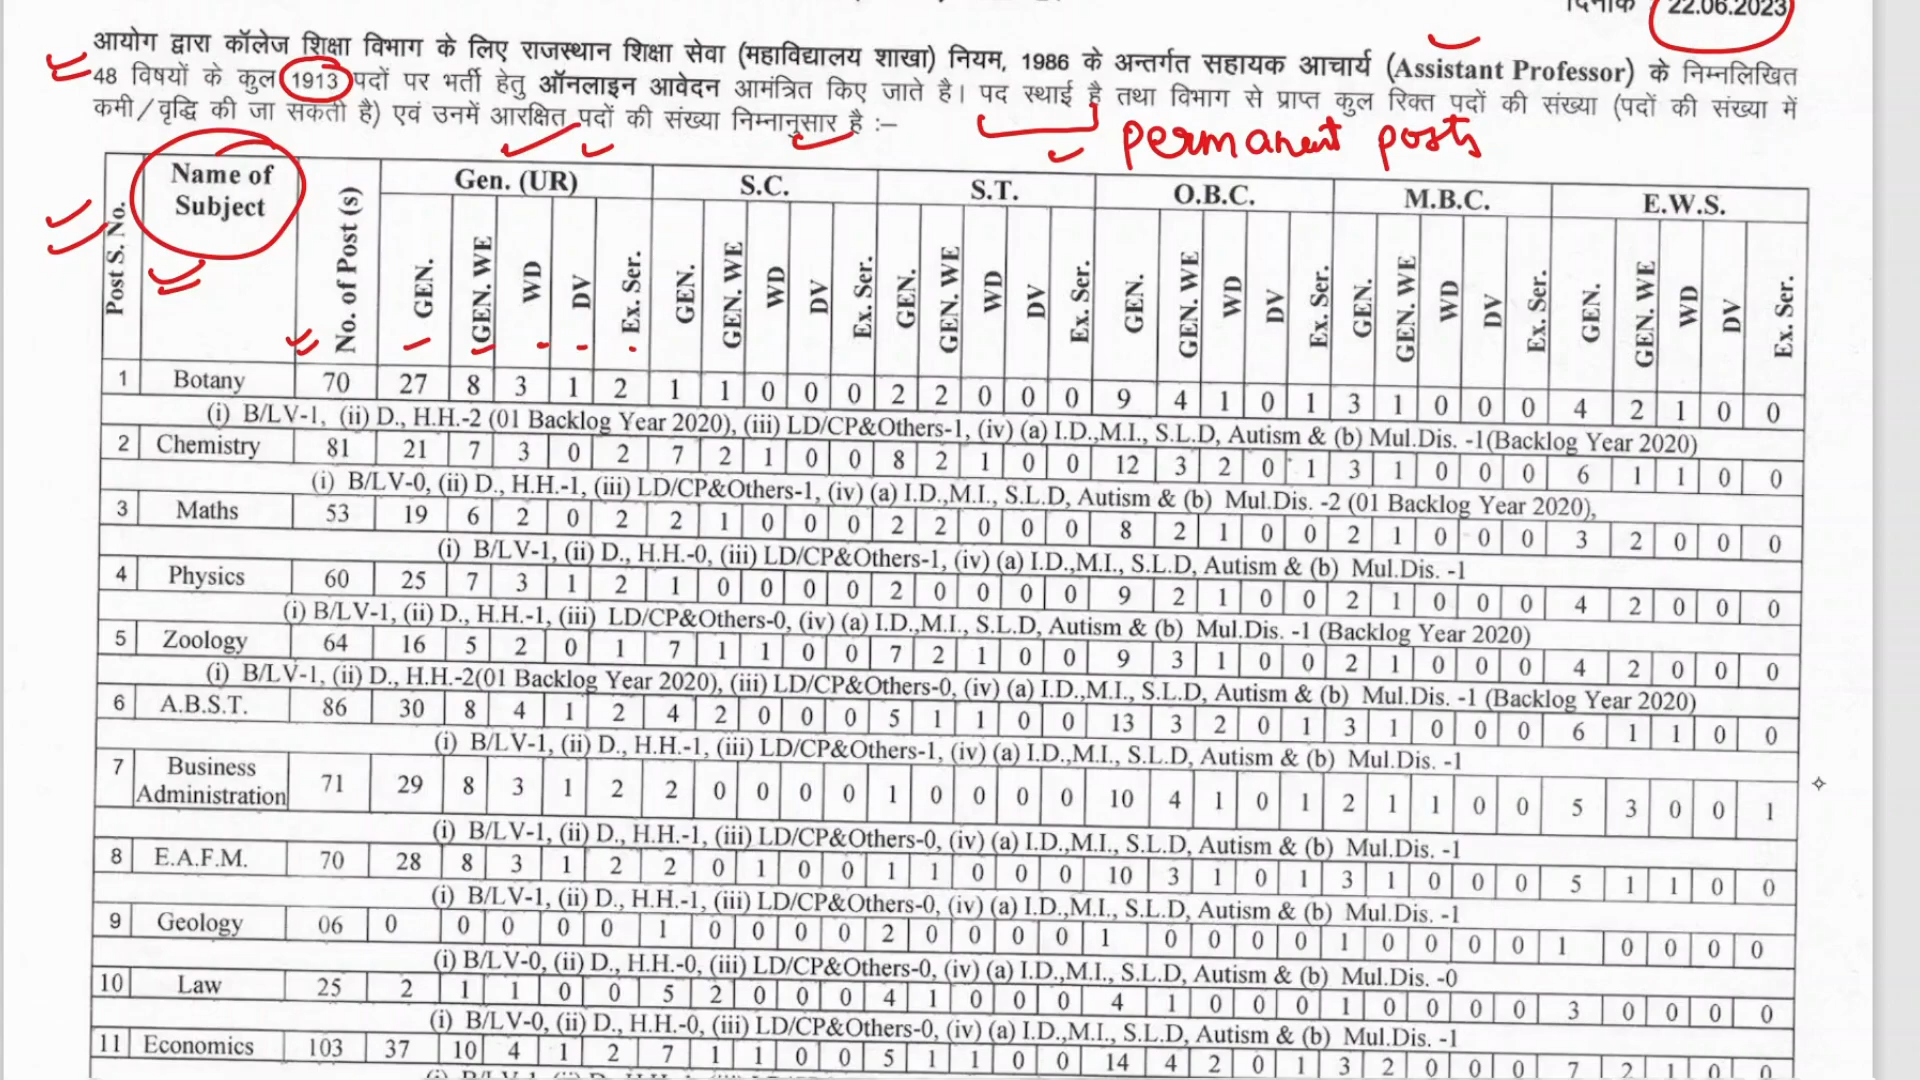 दिनांक 22.06.2023
आयोग द्वारा कॉलेज शिक्षा विभाग के लिए राजस्थान शिक्षा सेवा (महाविद्यालय शाखा) नियम, 1986 के अन्तर्गत सहायक आचार्य (Assistant Professor) के निम्नलिखित
48 विषयों के कुल 1913 पदों पर भर्ती हेतु ऑनलाइन आवेदन आमंत्रित किए जाते है। पद स्थाई है तथा विभाग से प्राप्त कुल रिक्त पदों की संख्या (पदों की संख्या में
कमी/वृद्धि की जा सकती है) एवं उनमें आरक्षित पदों की संख्या निम्नानुसार है :–
permanent posts
Post S. No. Name of Subject No. of Post (s) Gen. (UR) S.C. S.T. O.B.C. M.B.C. E.W.S.
GEN. GEN. WE WD DV Ex. Ser. GEN. GEN. WE WD DV Ex. Ser. GEN. GEN. WE WD DV Ex. Ser. GEN. GEN. WE WD DV Ex. Ser. GEN. GEN. WE WD DV Ex. Ser. GEN. GEN. WE WD DV Ex. Ser.
1 Botany 70 27 8 3 1 2 1 1 0 0 0 2 2 0 0 0 9 4 1 0 1 3 1 0 0 0 4 2 1 0 0
(i) B/LV-1, (ii) D., H.H.-2 (01 Backlog Year 2020), (iii) LD/CP&Others-1, (iv) (a) I.D.,M.I., S.L.D, Autism & (b) Mul.Dis. -1(Backlog Year 2020)
2 Chemistry 81 21 7 3 0 2 7 2 1 0 0 8 2 1 0 0 12 3 2 0 1 3 1 0 0 0 6 1 1 0 0
(i) B/LV-0, (ii) D., H.H.-1, (iii) LD/CP&Others-1, (iv) (a) I.D.,M.I., S.L.D, Autism & (b) Mul.Dis. -2 (01 Backlog Year 2020),
3 Maths 53 19 6 2 0 2 2 1 0 0 0 2 2 0 0 0 8 2 1 0 0 2 1 0 0 0 3 2 0 0 0
(i) B/LV-1, (ii) D., H.H.-0, (iii) LD/CP&Others-1, (iv) (a) I.D.,M.I., S.L.D, Autism & (b) Mul.Dis. -1
4 Physics 60 25 7 3 1 2 1 0 0 0 0 2 0 0 0 0 9 2 1 0 0 2 1 0 0 0 4 2 0 0 0
(i) B/LV-1, (ii) D., H.H.-1, (iii) LD/CP&Others-0, (iv) (a) I.D.,M.I., S.L.D, Autism & (b) Mul.Dis. -1 (Backlog Year 2020)
5 Zoology 64 16 5 2 0 1 7 1 1 0 0 7 2 1 0 0 9 3 1 0 0 2 1 0 0 0 4 2 0 0 0
(i) B/LV-1, (ii) D., H.H.-2(01 Backlog Year 2020), (iii) LD/CP&Others-0, (iv) (a) I.D.,M.I., S.L.D, Autism & (b) Mul.Dis. -1 (Backlog Year 2020)
6 A.B.S.T. 86 30 8 4 1 2 4 2 0 0 0 5 1 1 0 0 13 3 2 0 1 3 1 0 0 0 6 1 1 0 0
(i) B/LV-1, (ii) D., H.H.-1, (iii) LD/CP&Others-1, (iv) (a) I.D.,M.I., S.L.D, Autism & (b) Mul.Dis. -1
7 Business Administration 71 29 8 3 1 2 2 0 0 0 0 1 0 0 0 0 10 4 1 0 1 2 1 1 0 0 5 3 0 0 1
(i) B/LV-1, (ii) D., H.H.-1, (iii) LD/CP&Others-0, (iv) (a) I.D.,M.I., S.L.D, Autism & (b) Mul.Dis. -1
8 E.A.F.M. 70 28 8 3 1 2 2 0 1 0 0 1 1 0 0 0 10 3 1 0 1 3 1 0 0 0 5 1 1 0 0
(i) B/LV-1, (ii) D., H.H.-1, (iii) LD/CP&Others-0, (iv) (a) I.D.,M.I., S.L.D, Autism & (b) Mul.Dis. -1
9 Geology 06 0 0 0 0 0 1 0 0 0 0 2 0 0 0 0 1 0 0 0 0 1 0 0 0 0 1 0 0 0 0
(i) B/LV-0, (ii) D., H.H.-0, (iii) LD/CP&Others-0, (iv) (a) I.D.,M.I., S.L.D, Autism & (b) Mul.Dis. -0
10 Law 25 2 1 1 0 0 5 2 0 0 0 4 1 0 0 0 4 1 0 0 0 1 0 0 0 0 3 0 0 0 0
(i) B/LV-0, (ii) D., H.H.-0, (iii) LD/CP&Others-0, (iv) (a) I.D.,M.I., S.L.D, Autism & (b) Mul.Dis. -1
11 Economics 103 37 10 4 1 2 7 1 1 0 0 5 1 1 0 0 14 4 2 0 1 3 2 0 0 0 7 2 1 0 0